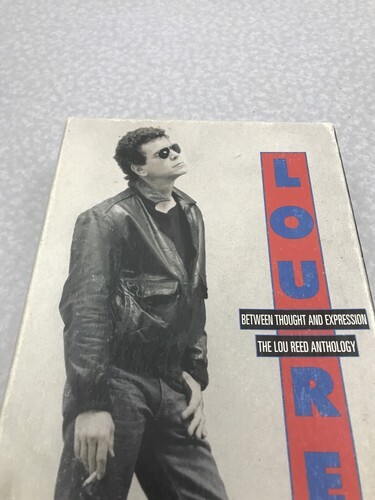 LOU RE
BETWEEN THOUGHT AND EXPRESSION
THE LOU REED ANTHOLOGY